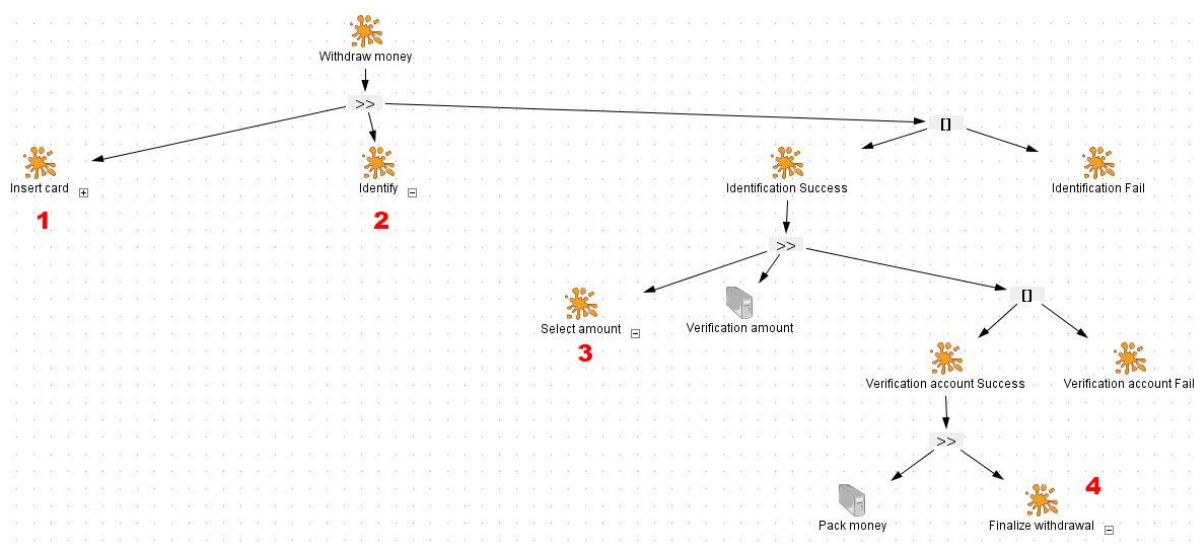 Withdraw money
>>
[]
Insert card
Identify
Identification Success
Identification Fail
1
2
>>
[]
Select amount
Verification amount
3
Verification account Success
Verification account Fail
>>
4
Pack money
Finalize withdrawal